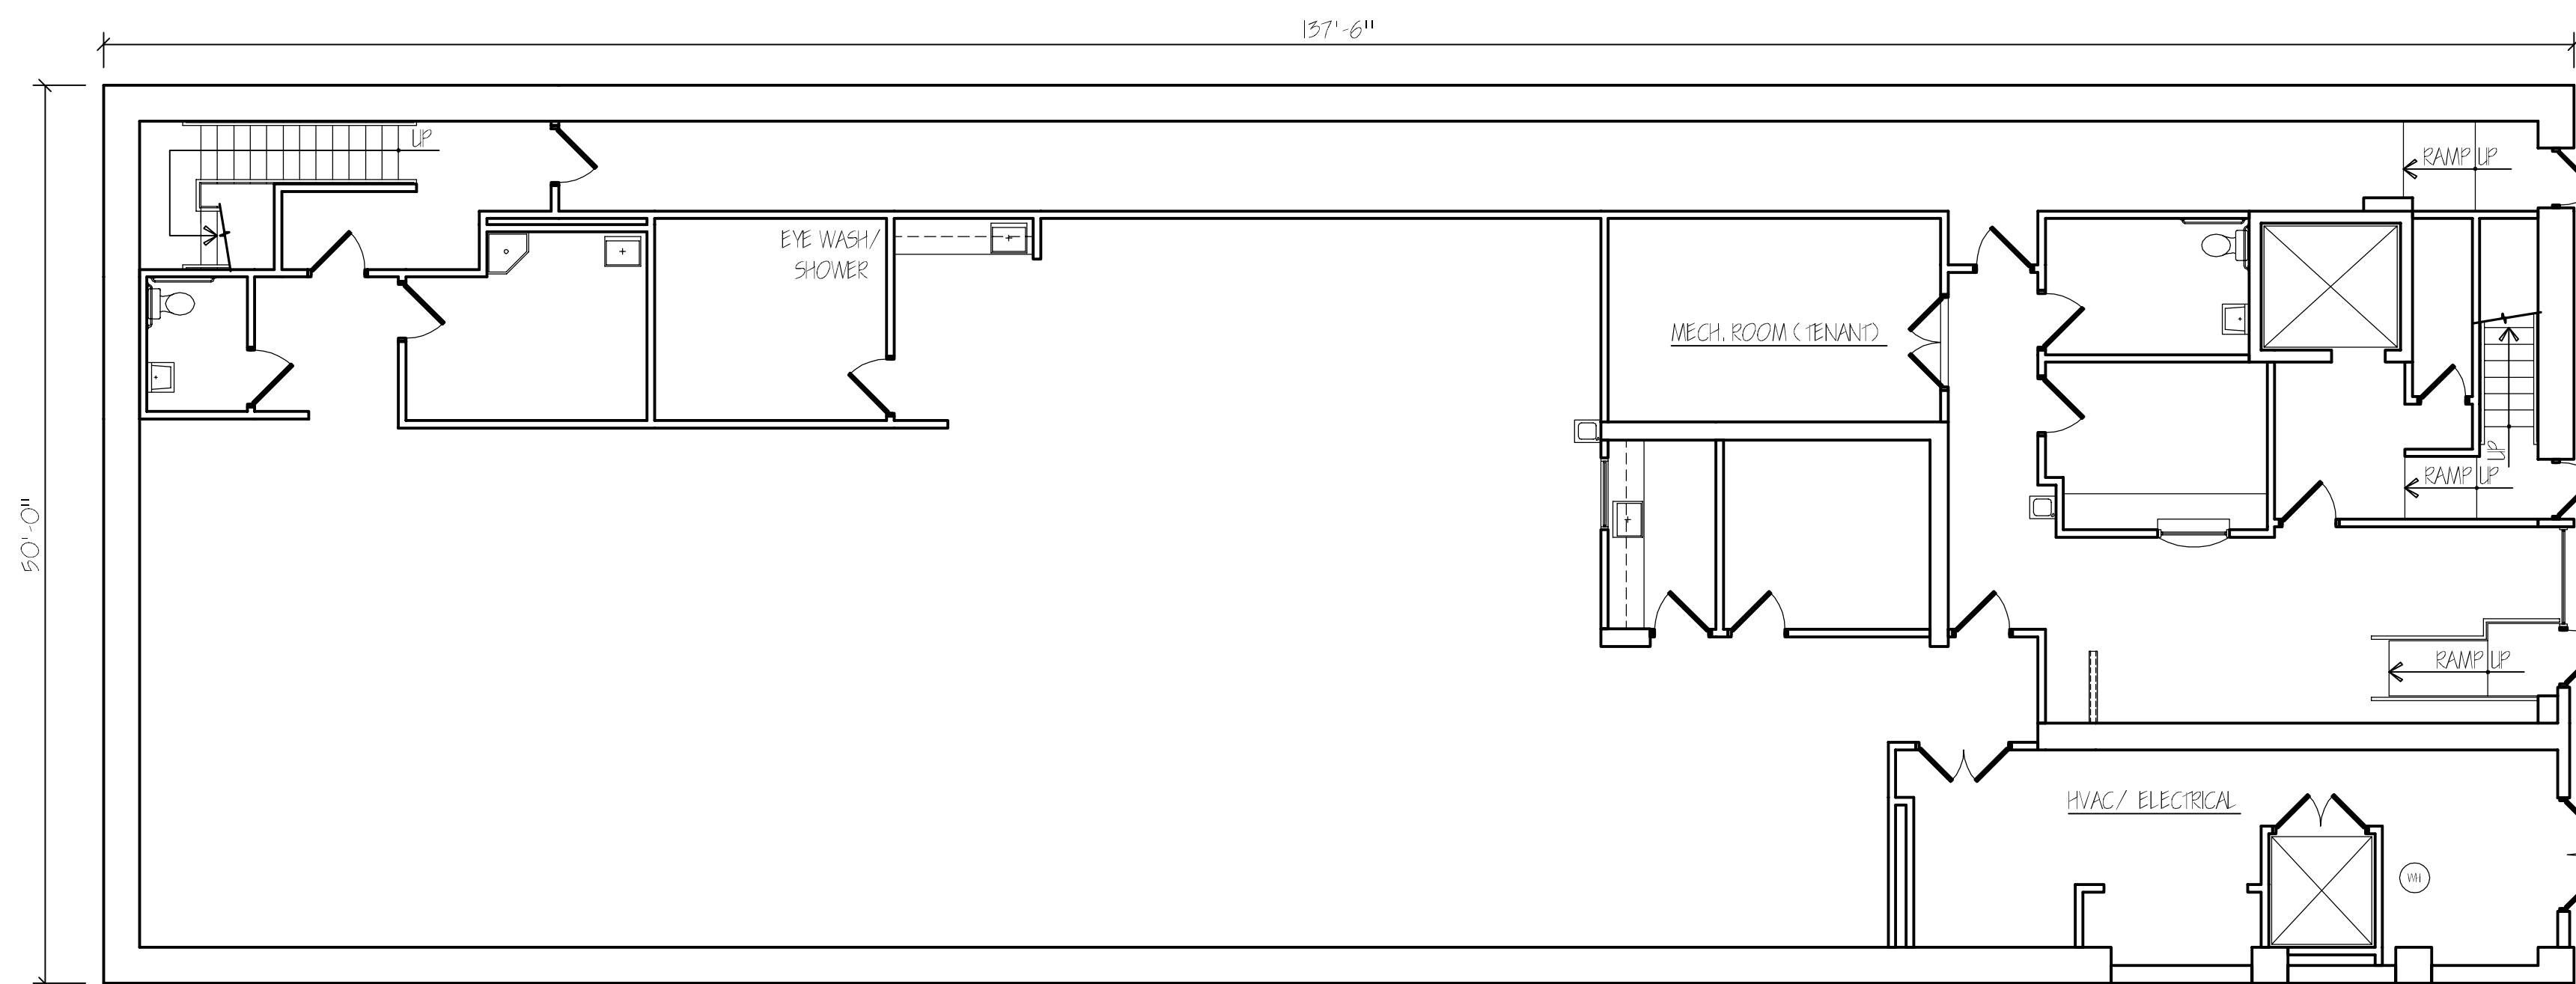 137'-6"
UP
RAMP UP
EYE WASH/
SHOWER
MECH. ROOM (TENANT)
UP
RAMP UP
50'-0"
RAMP UP
HVAC/ ELECTRICAL
WH